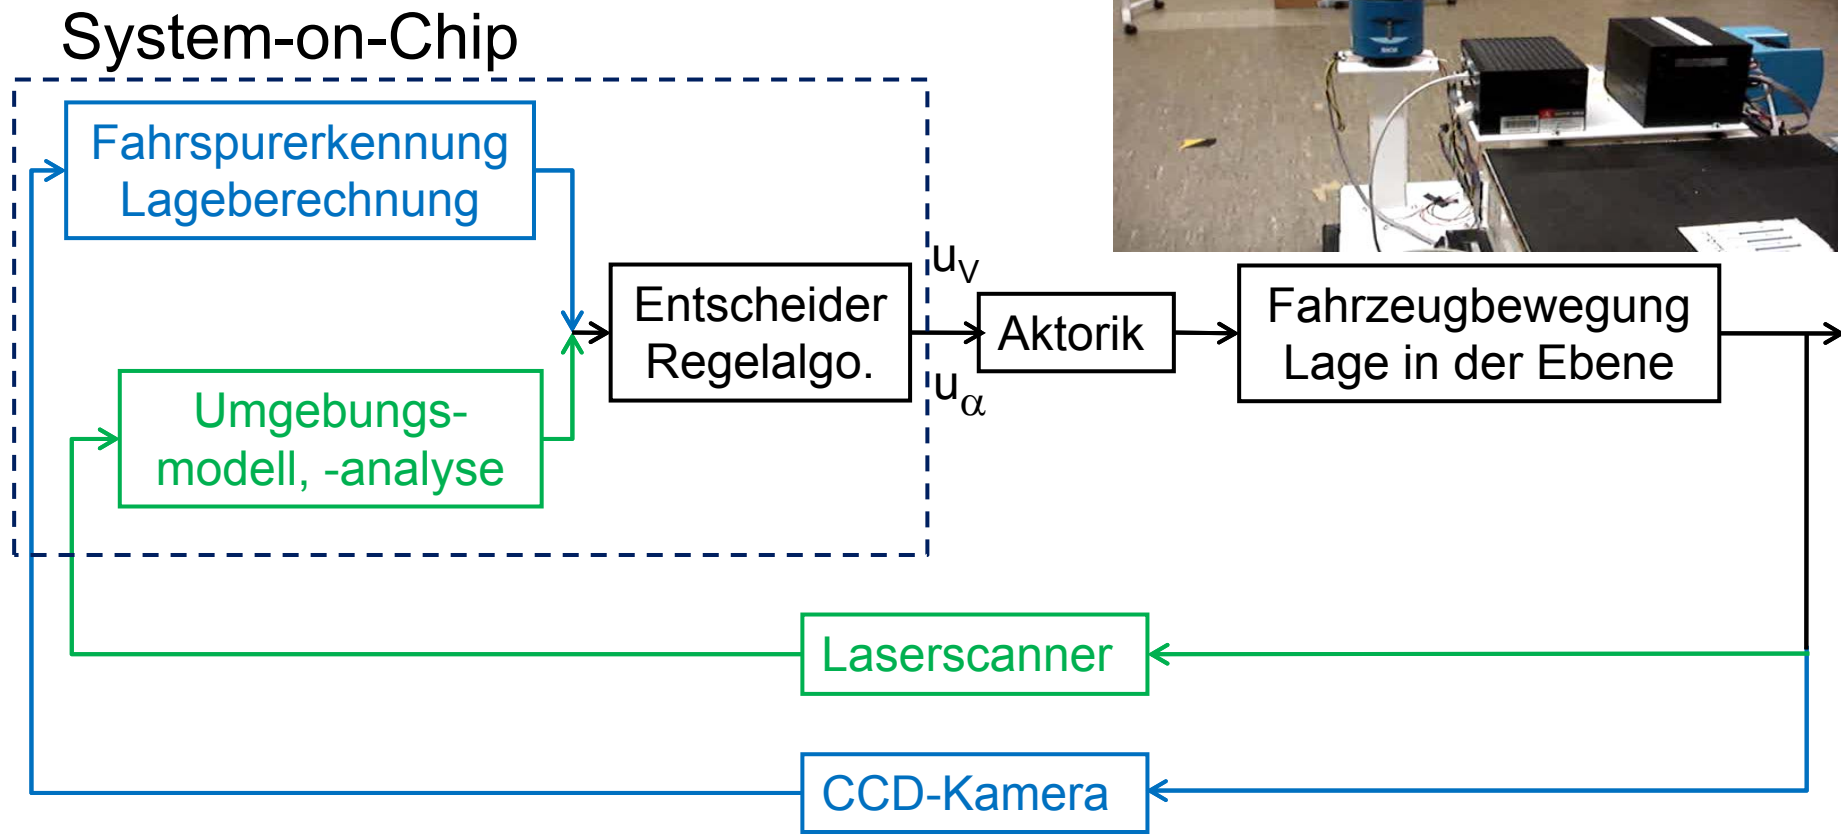 System-on-Chip
Fahrspurerkennung
Lageberechnung
Umgebungs-
modell, -analyse
Entscheider
Regelalgo.
uV
uα
Aktorik
Fahrzeugbewegung
Lage in der Ebene
Laserscanner
CCD-Kamera